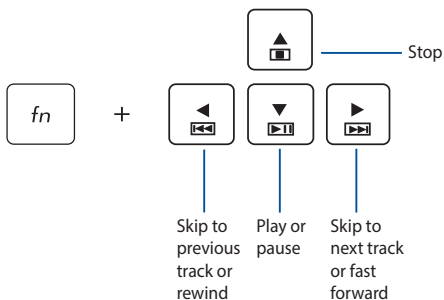 Stop
fn +
Skip to
previous
track or
rewind
Play or
pause
Skip to
next track
or fast
forward